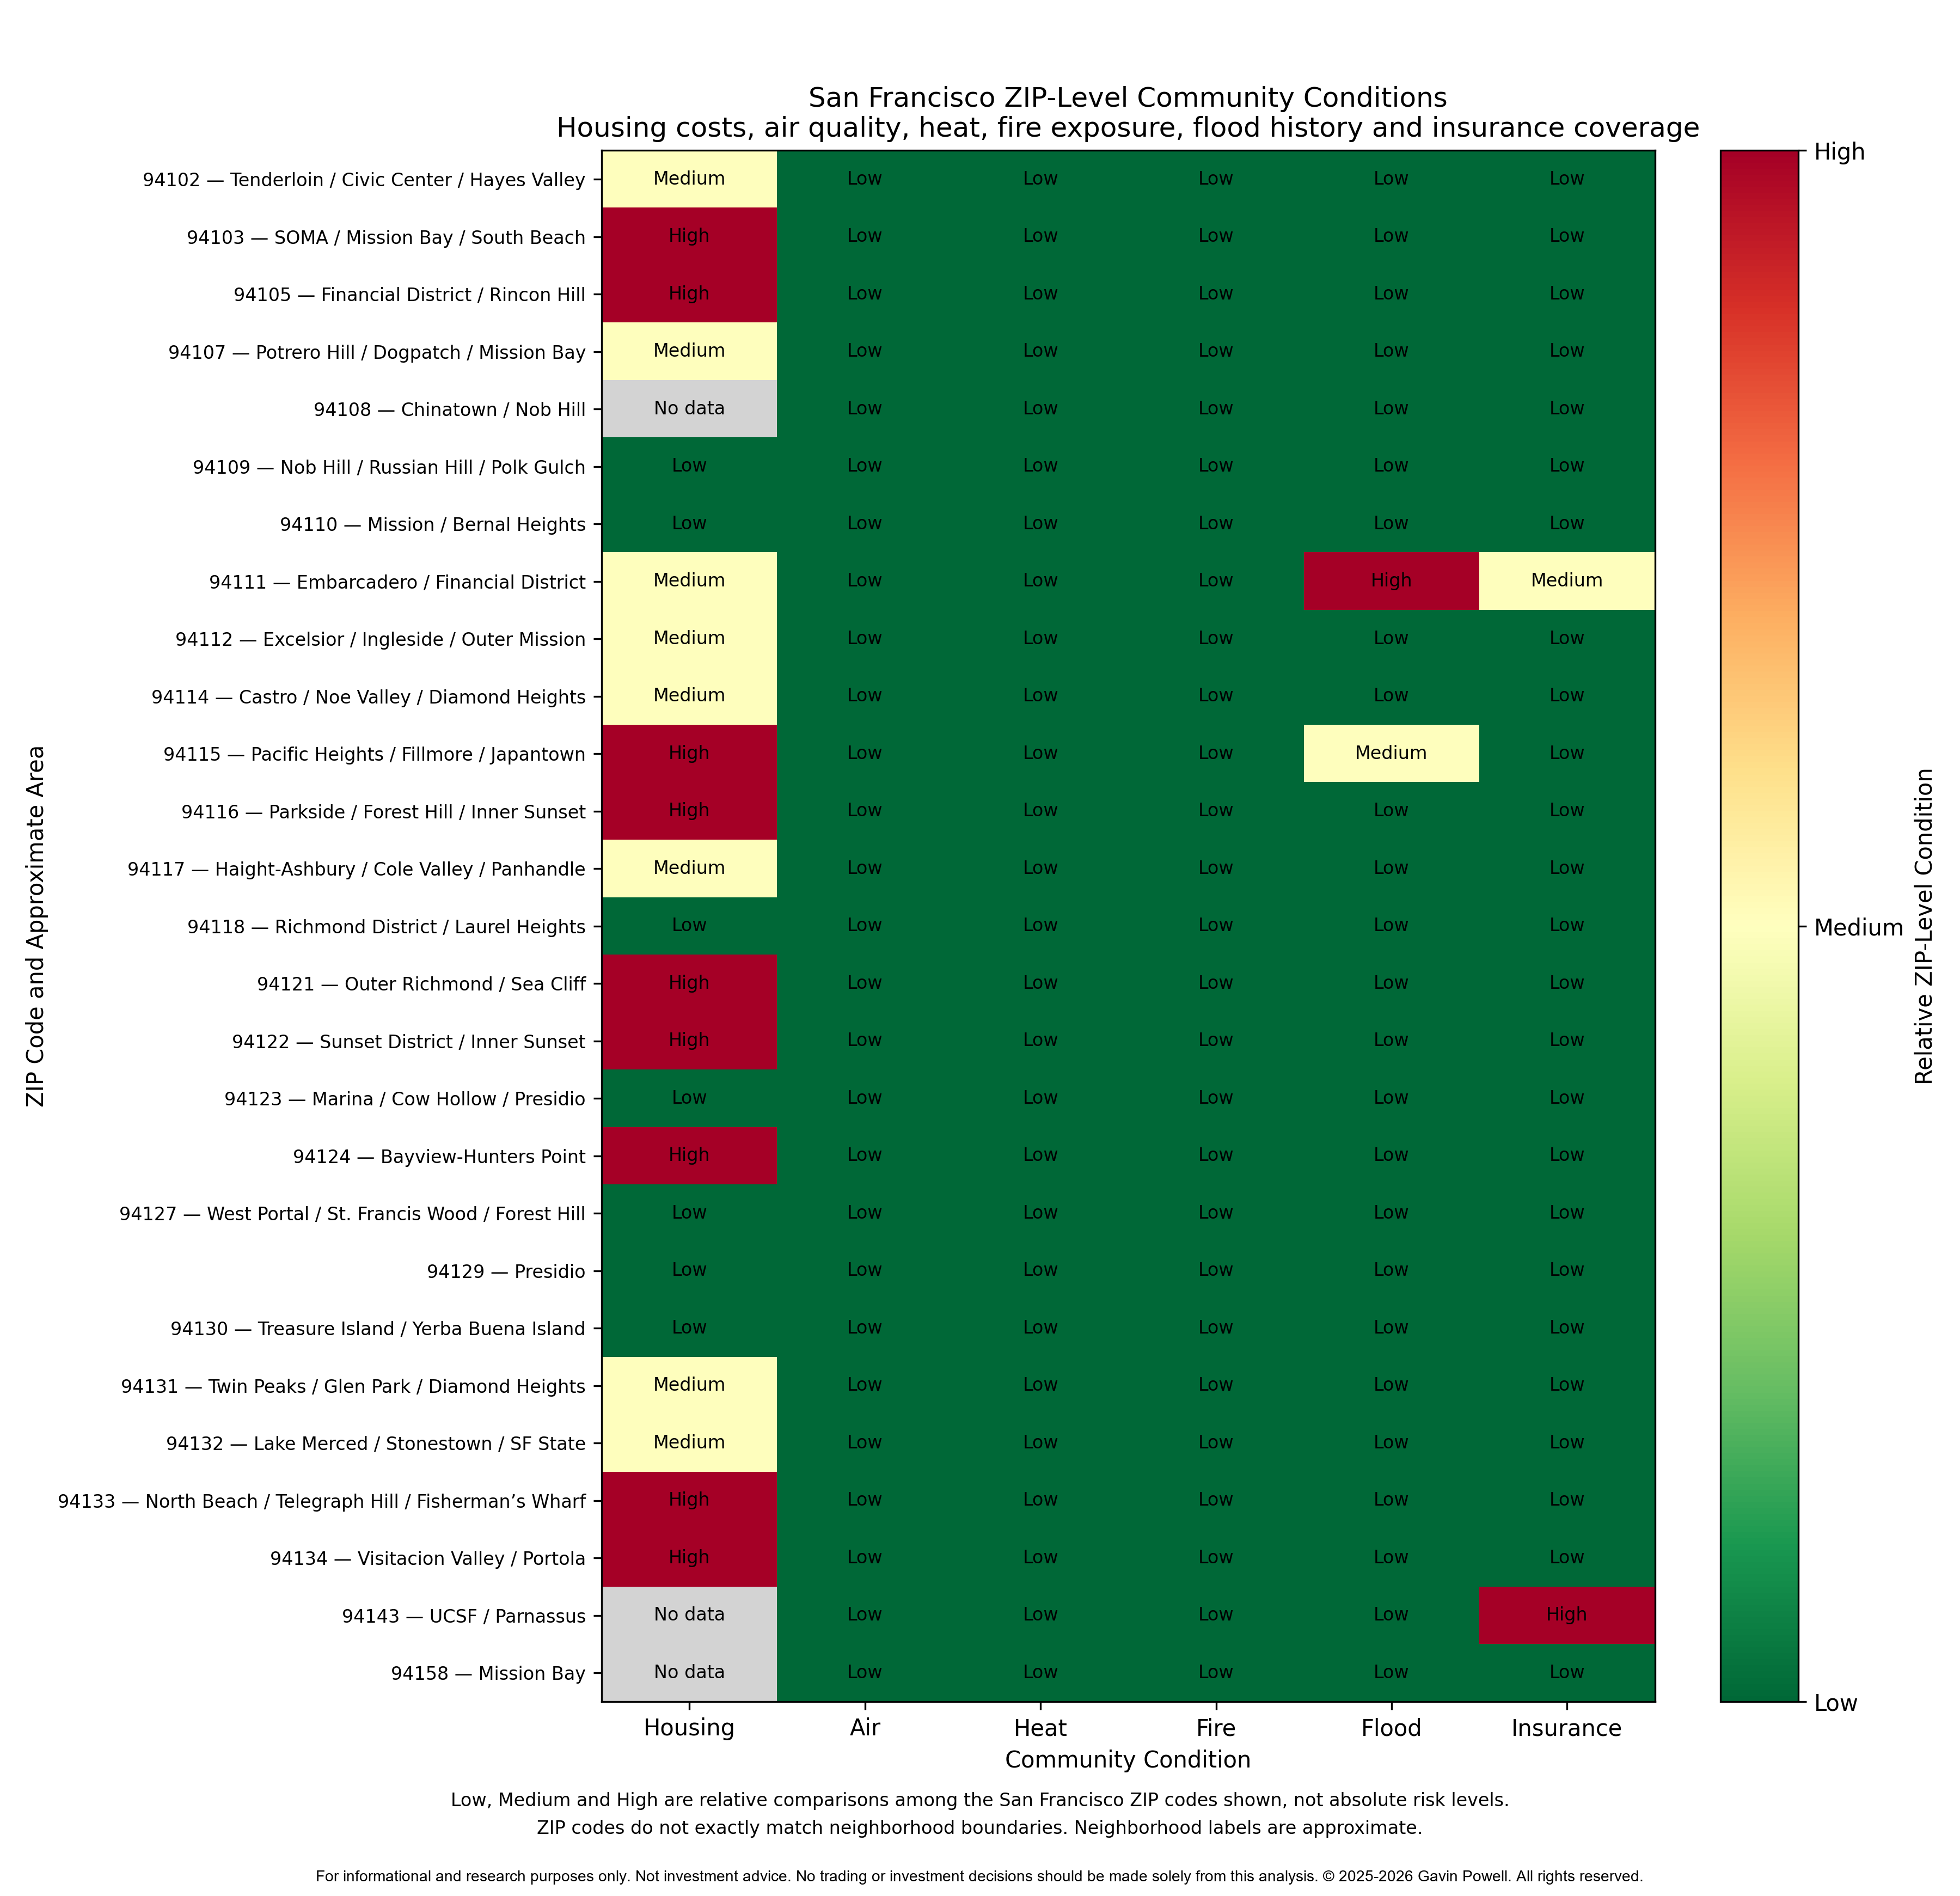 San Francisco ZIP-Level Community Conditions
Housing costs, air quality, heat, fire exposure, flood history and insurance coverage
ZIP Code and Approximate Area
94102 — Tenderloin / Civic Center / Hayes Valley Medium Low Low Low Low Low
94103 — SOMA / Mission Bay / South Beach High Low Low Low Low Low
94105 — Financial District / Rincon Hill High Low Low Low Low Low
94107 — Potrero Hill / Dogpatch / Mission Bay Medium Low Low Low Low Low
94108 — Chinatown / Nob Hill No data Low Low Low Low Low
94109 — Nob Hill / Russian Hill / Polk Gulch Low Low Low Low Low Low
94110 — Mission / Bernal Heights Low Low Low Low Low Low
94111 — Embarcadero / Financial District Medium Low Low Low High Medium
94112 — Excelsior / Ingleside / Outer Mission Medium Low Low Low Low Low
94114 — Castro / Noe Valley / Diamond Heights Medium Low Low Low Low Low
94115 — Pacific Heights / Fillmore / Japantown High Low Low Low Medium Low
94116 — Parkside / Forest Hill / Inner Sunset High Low Low Low Low Low
94117 — Haight-Ashbury / Cole Valley / Panhandle Medium Low Low Low Low Low
94118 — Richmond District / Laurel Heights Low Low Low Low Low Low
94121 — Outer Richmond / Sea Cliff High Low Low Low Low Low
94122 — Sunset District / Inner Sunset High Low Low Low Low Low
94123 — Marina / Cow Hollow / Presidio Low Low Low Low Low Low
94124 — Bayview-Hunters Point High Low Low Low Low Low
94127 — West Portal / St. Francis Wood / Forest Hill Low Low Low Low Low Low
94129 — Presidio Low Low Low Low Low Low
94130 — Treasure Island / Yerba Buena Island Low Low Low Low Low Low
94131 — Twin Peaks / Glen Park / Diamond Heights Medium Low Low Low Low Low
94132 — Lake Merced / Stonestown / SF State Medium Low Low Low Low Low
94133 — North Beach / Telegraph Hill / Fisherman’s Wharf High Low Low Low Low Low
94134 — Visitacion Valley / Portola High Low Low Low Low Low
94143 — UCSF / Parnassus No data Low Low Low Low High
94158 — Mission Bay No data Low Low Low Low Low
Housing Air Heat Fire Flood Insurance
Community Condition
High
Medium
Low
Relative ZIP-Level Condition
Low, Medium and High are relative comparisons among the San Francisco ZIP codes shown, not absolute risk levels.
ZIP codes do not exactly match neighborhood boundaries. Neighborhood labels are approximate.
For informational and research purposes only. Not investment advice. No trading or investment decisions should be made solely from this analysis. © 2025-2026 Gavin Powell. All rights reserved.